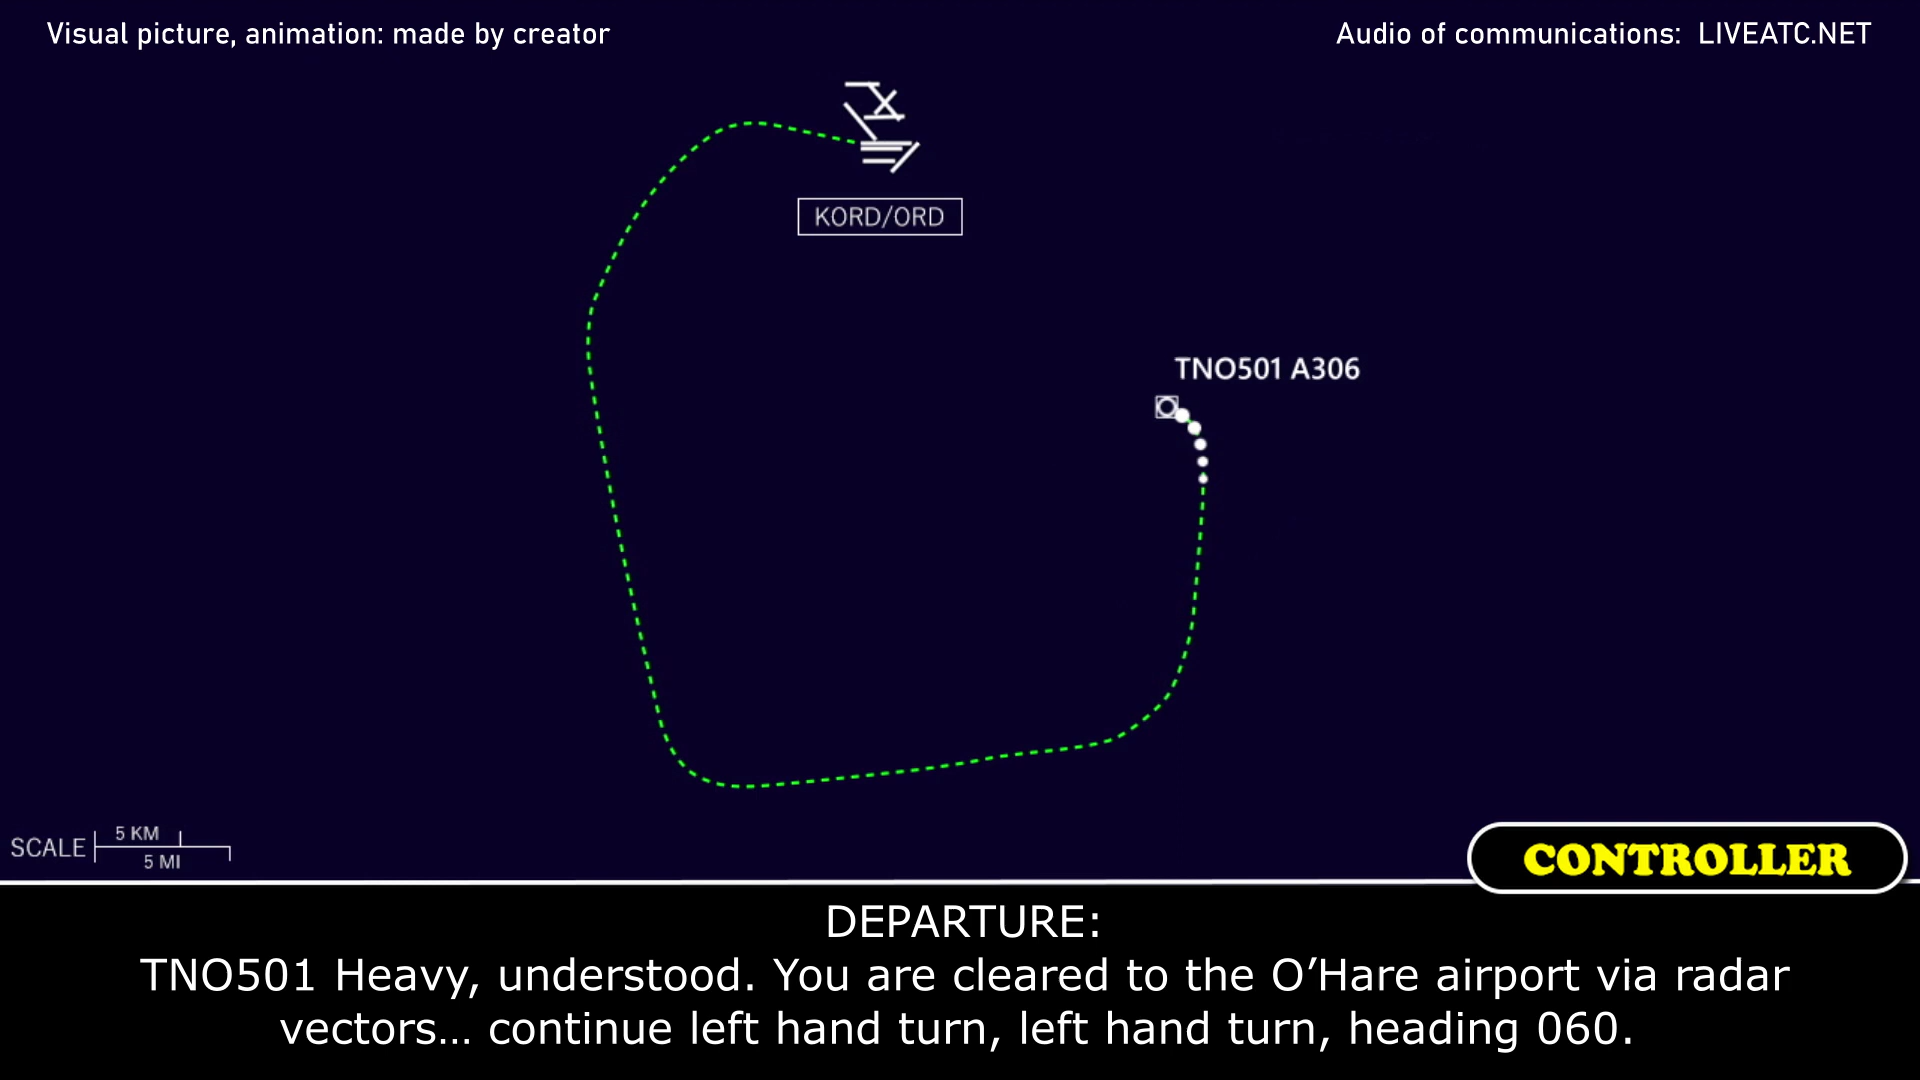 Visual picture, animation: made by creator
Audio of communications: LIVEATC.NET
KORD/ORD
TNO501 A306
SCALE
5 KM
5 MI
CONTROLLER
DEPARTURE:
TNO501 Heavy, understood. You are cleared to the O’Hare airport via radar
vectors… continue left hand turn, left hand turn, heading 060.